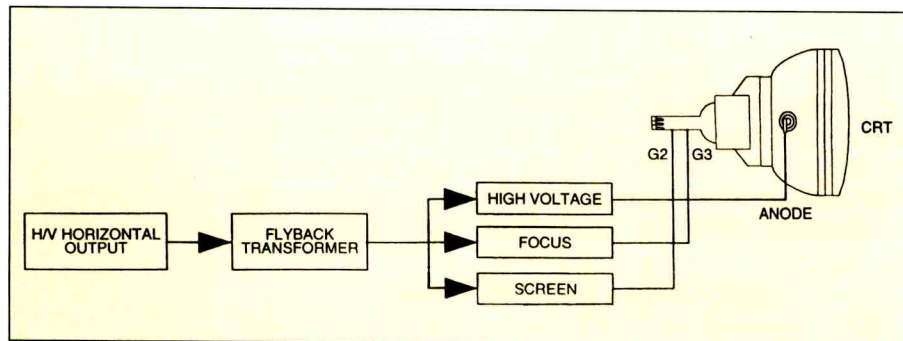 G2
G3
CRT
HIGH VOLTAGE
ANODE
H/V HORIZONTAL
OUTPUT
FLYBACK
TRANSFORMER
FOCUS
SCREEN